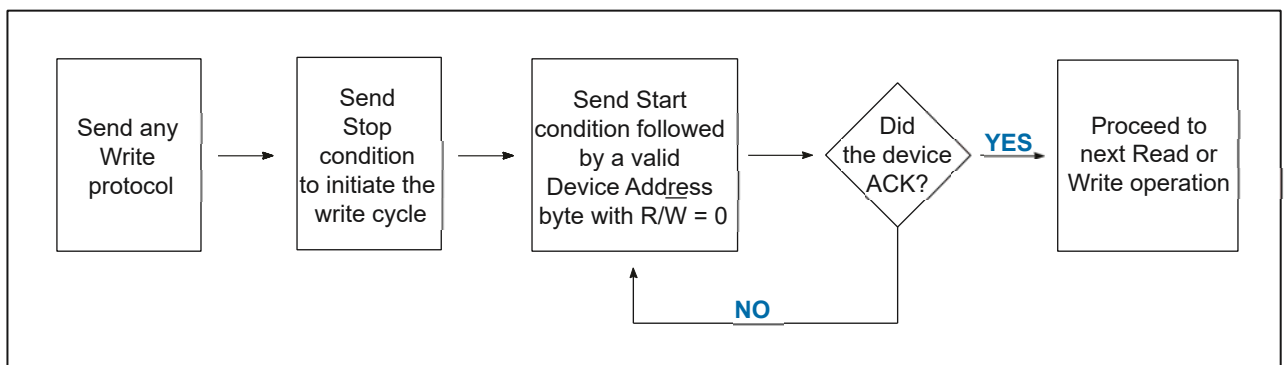 Send any
Write
protocol
Send
Stop
condition
to initiate the
write cycle
Send Start
condition followed
by a valid
Device Address
byte with R/W̅ = 0
Did
the device
ACK?
YES
Proceed to
next Read or
Write operation
NO